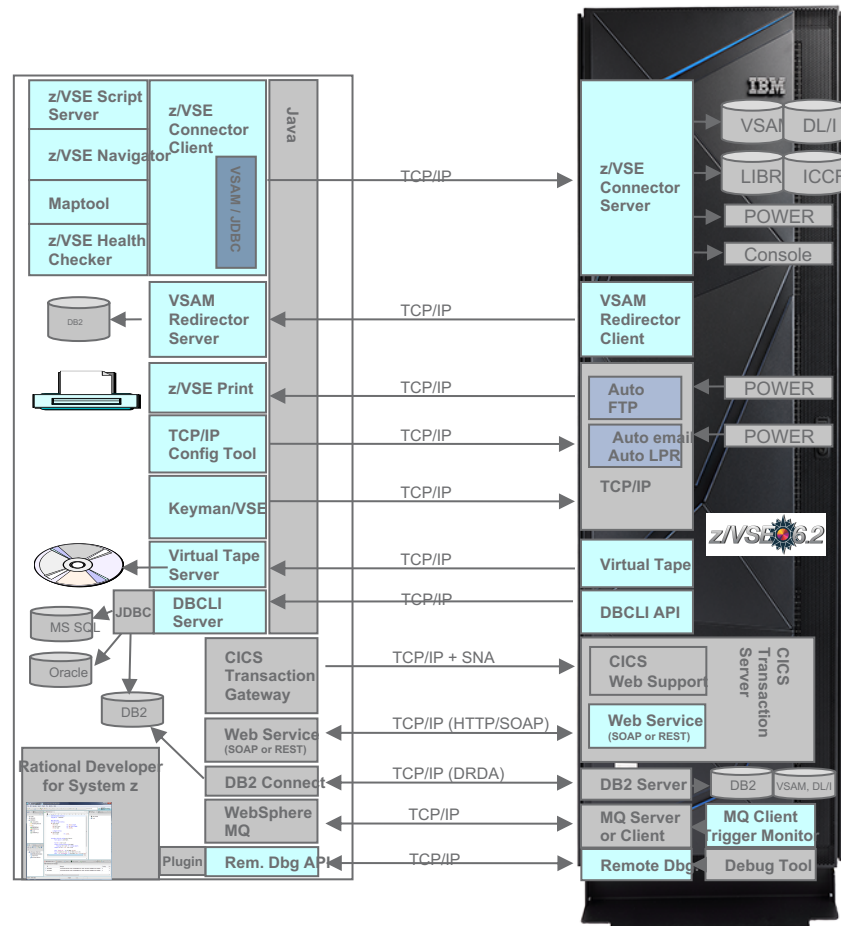 IBM
z/VSE Script
Server
z/VSE Navigator
Maptool
z/VSE Health
Checker
z/VSE
Connector
Client
VSAM / JDBC
Java
TCP/IP
z/VSE
Connector
Server
VSAM
DL/I
LIBR
ICCF
POWER
Console
DB2
VSAM
Redirector
Server
TCP/IP
VSAM
Redirector
Client
z/VSE Print
TCP/IP
Auto
FTP
POWER
TCP/IP
Config Tool
TCP/IP
Auto email
Auto LPR
POWER
TCP/IP
Keyman/VSE
TCP/IP
z/VSE 6.2
Virtual Tape
Server
TCP/IP
Virtual Tape
JDBC
DBCLI
Server
TCP/IP
DBCLI API
MS SQL
Oracle
DB2
CICS
Transaction
Gateway
TCP/IP + SNA
CICS
Web Support
CICS
Transaction
Server
Web Service
(SOAP or REST)
TCP/IP (HTTP/SOAP)
Web Service
(SOAP or REST)
Rational Developer
for System z
DB2 Connect
TCP/IP (DRDA)
DB2 Server
DB2
VSAM, DL/I
WebSphere
MQ
TCP/IP
MQ Server
or Client
MQ Client
Trigger Monitor
Plugin
Rem. Dbg API
TCP/IP
Remote Dbg
Debug Tool